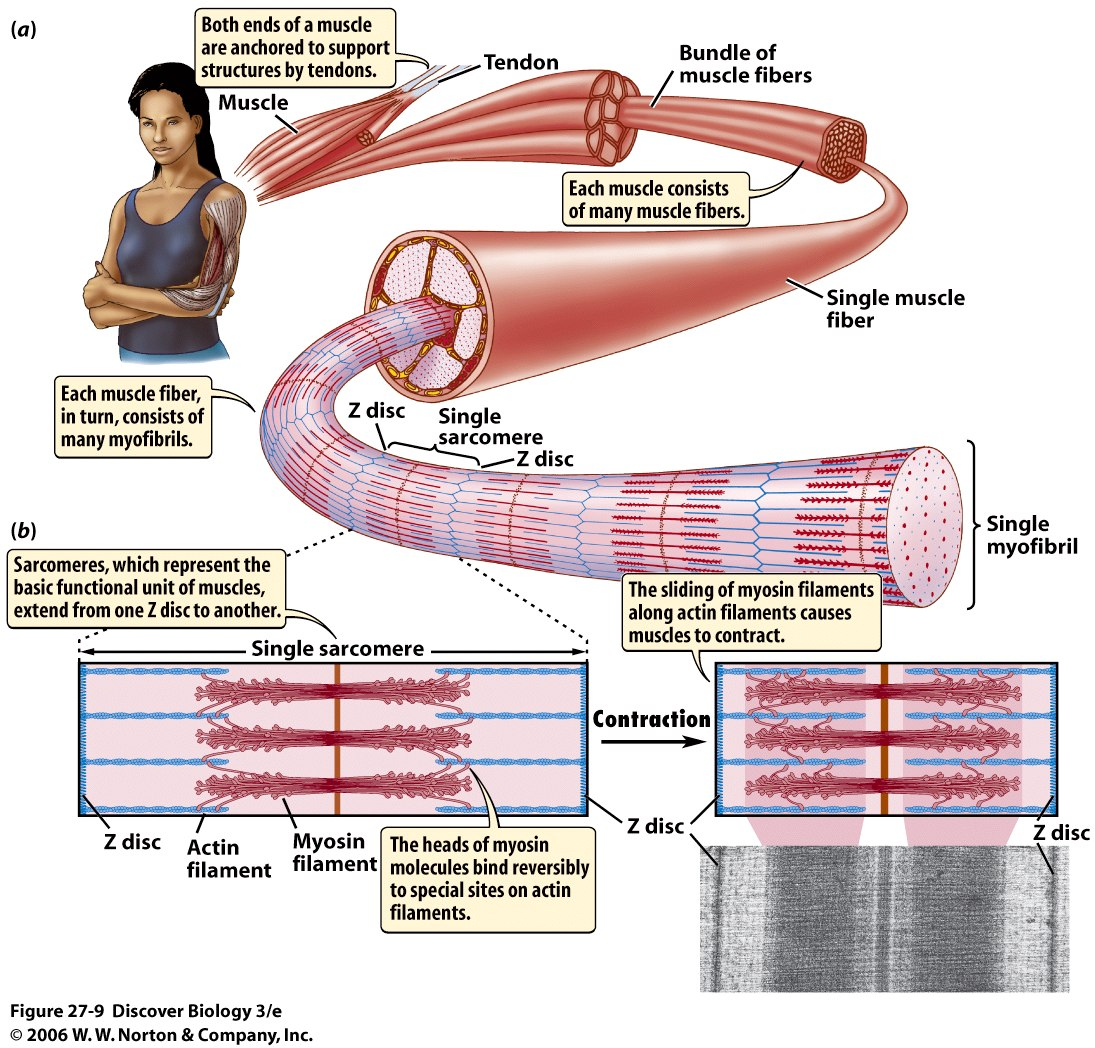 (a)
Both ends of a muscle
are anchored to support
structures by tendons.
Tendon
Muscle
Bundle of
muscle fibers
Each muscle consists
of many muscle fibers.
Single muscle
fiber
Each muscle fiber,
in turn, consists of
many myofibrils.
Z disc
Single
sarcomere
Z disc
Single
myofibril
(b)
Sarcomeres, which represent the
basic functional unit of muscles,
extend from one Z disc to another.
The sliding of myosin filaments
along actin filaments causes
muscles to contract.
Single sarcomere
Contraction
Z disc
Actin
filament
Myosin
filament
The heads of myosin
molecules bind reversibly
to special sites on actin
filaments.
Z disc
Z disc
Figure 27-9 Discover Biology 3/e
© 2006 W. W. Norton & Company, Inc.